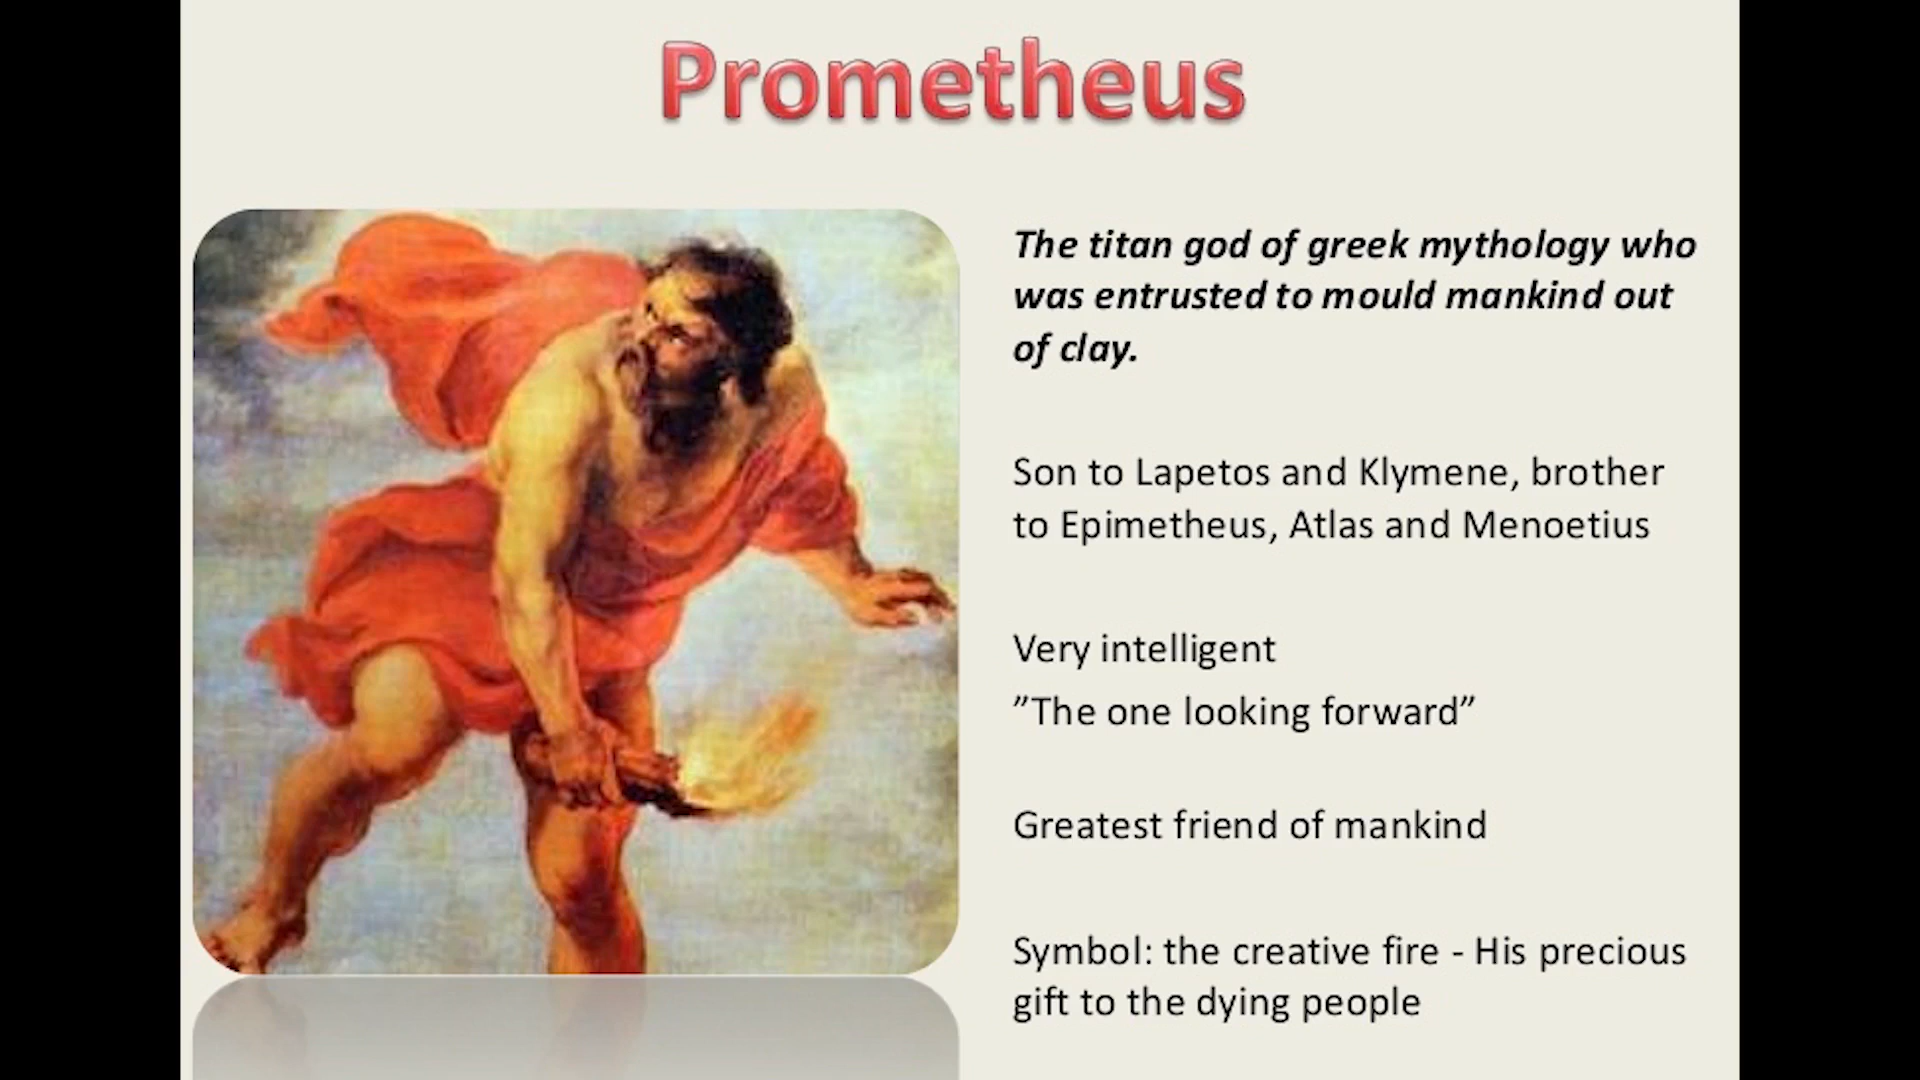 Prometheus
The titan god of greek mythology who
was entrusted to mould mankind out
of clay.
Son to Lapetos and Klymene, brother
to Epimetheus, Atlas and Menoetius
Very intelligent
”The one looking forward”
Greatest friend of mankind
Symbol: the creative fire - His precious
gift to the dying people